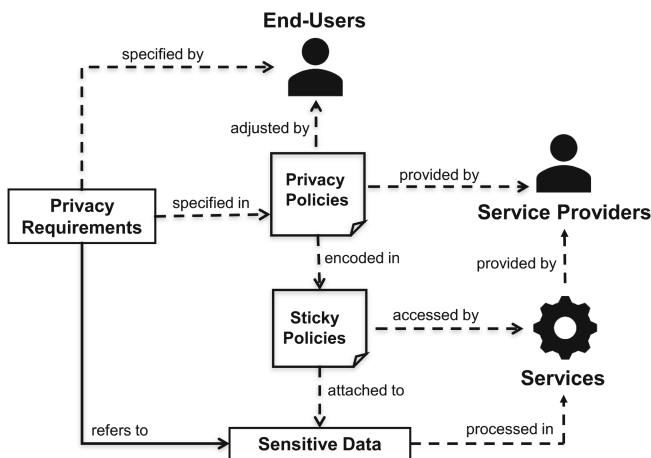 End-Users
specified by
adjusted by
Privacy
Policies
provided by
Privacy
Requirements
specified in
Service Providers
encoded in
provided by
Sticky
Policies
accessed by
Services
attached to
refers to
Sensitive Data
processed in